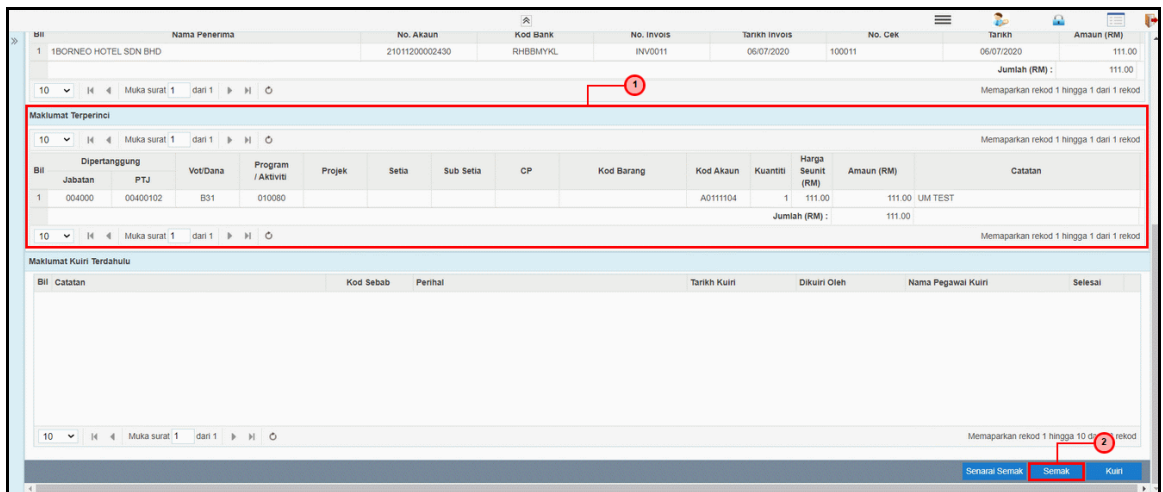 Bil Nama Penerima No. Akaun Kod Bank No. Invois Tarikh Invois No. Cek Tarikh Amaun (RM)
1 1BORNEO HOTEL SDN BHD 21011200002430 RHBBMYKL INV0011 06/07/2020 100011 06/07/2020 111.00
Jumlah (RM) : 111.00
10 Muka surat 1 dari 1 Memaparkan rekod 1 hingga 1 dari 1 rekod
1
Maklumat Terperinci
10 Muka surat 1 dari 1 Memaparkan rekod 1 hingga 1 dari 1 rekod
Bil Dipertanggung Vot/Dana Program / Aktiviti Projek Setia Sub Setia CP Kod Barang Kod Akaun Kuantiti Harga Seunit (RM) Amaun (RM) Catatan
Jabatan PTJ
1 004000 00400102 B31 010080 A0111104 1 111.00 111.00 UM TEST
Jumlah (RM) : 111.00
10 Muka surat 1 dari 1 Memaparkan rekod 1 hingga 1 dari 1 rekod
Maklumat Kuiri Terdahulu
Bil Catatan Kod Sebab Perihal Tarikh Kuiri Dikuiri Oleh Nama Pegawai Kuiri Selesai
10 Muka surat 1 dari 1 Memaparkan rekod 1 hingga 10 rekod
2
Senarai Semak Semak Kuiri